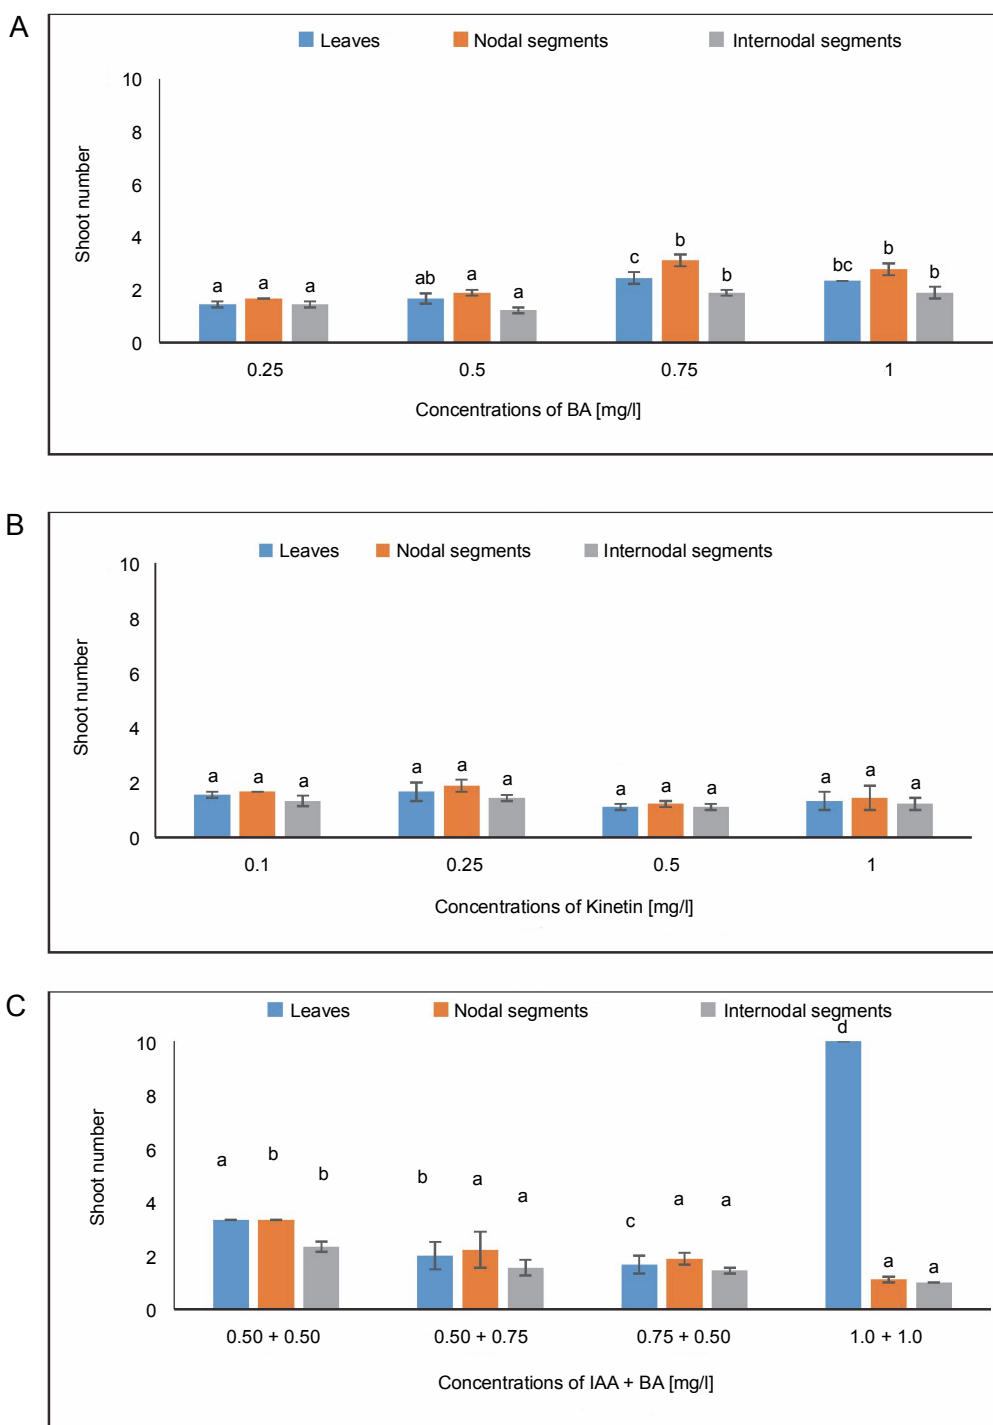 A
Leaves Nodal segments Internodal segments
10
8
6
4
2
0
Shoot number
a a a ab a a c b b bc b b
0.25 0.5 0.75 1
Concentrations of BA [mg/l]
B
Leaves Nodal segments Internodal segments
10
8
6
4
2
0
Shoot number
a a a a a a a a a a a a
0.1 0.25 0.5 1
Concentrations of Kinetin [mg/l]
C
Leaves Nodal segments Internodal segments
10
8
6
4
2
0
Shoot number
a b b b a a c a a d a a
0.50 + 0.50 0.50 + 0.75 0.75 + 0.50 1.0 + 1.0
Concentrations of IAA + BA [mg/l]